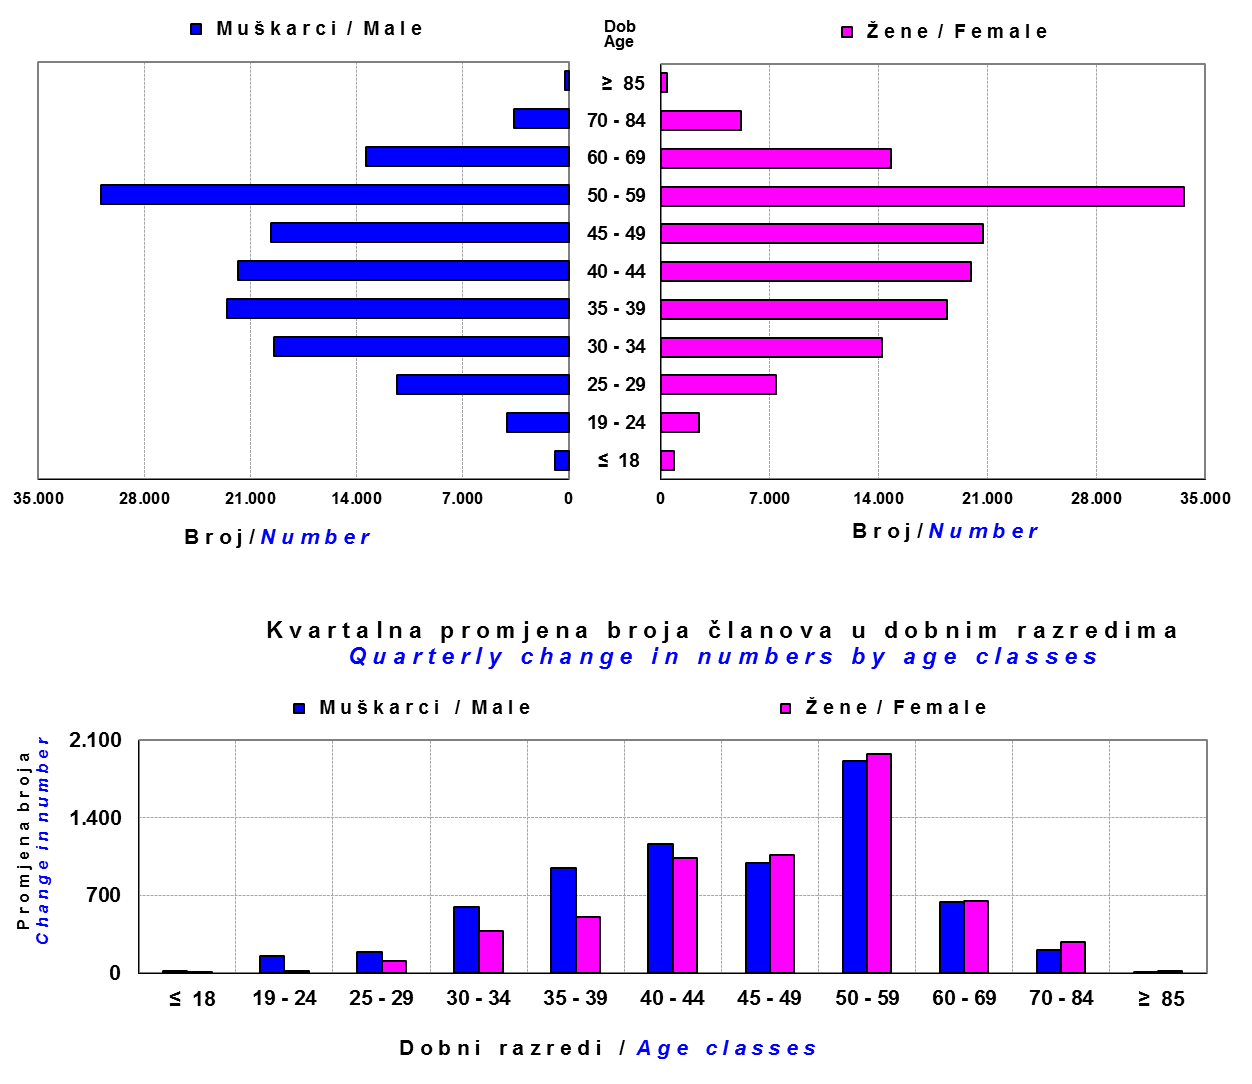 Muškarci / Male
Dob
Age
Žene / Female
≥ 85
70 - 84
60 - 69
50 - 59
45 - 49
40 - 44
35 - 39
30 - 34
25 - 29
19 - 24
≤ 18
35.000 28.000 21.000 14.000 7.000 0
0 7.000 14.000 21.000 28.000 35.000
Broj/Number
Broj/Number
Kvartalna promjena broja članova u dobnim razredima
Quarterly change in numbers by age classes
Muškarci / Male
Žene / Female
Promjena broja
Change in number
2.100
1.400
700
0
≤ 18 19 - 24 25 - 29 30 - 34 35 - 39 40 - 44 45 - 49 50 - 59 60 - 69 70 - 84 ≥ 85
Dobni razredi / Age classes